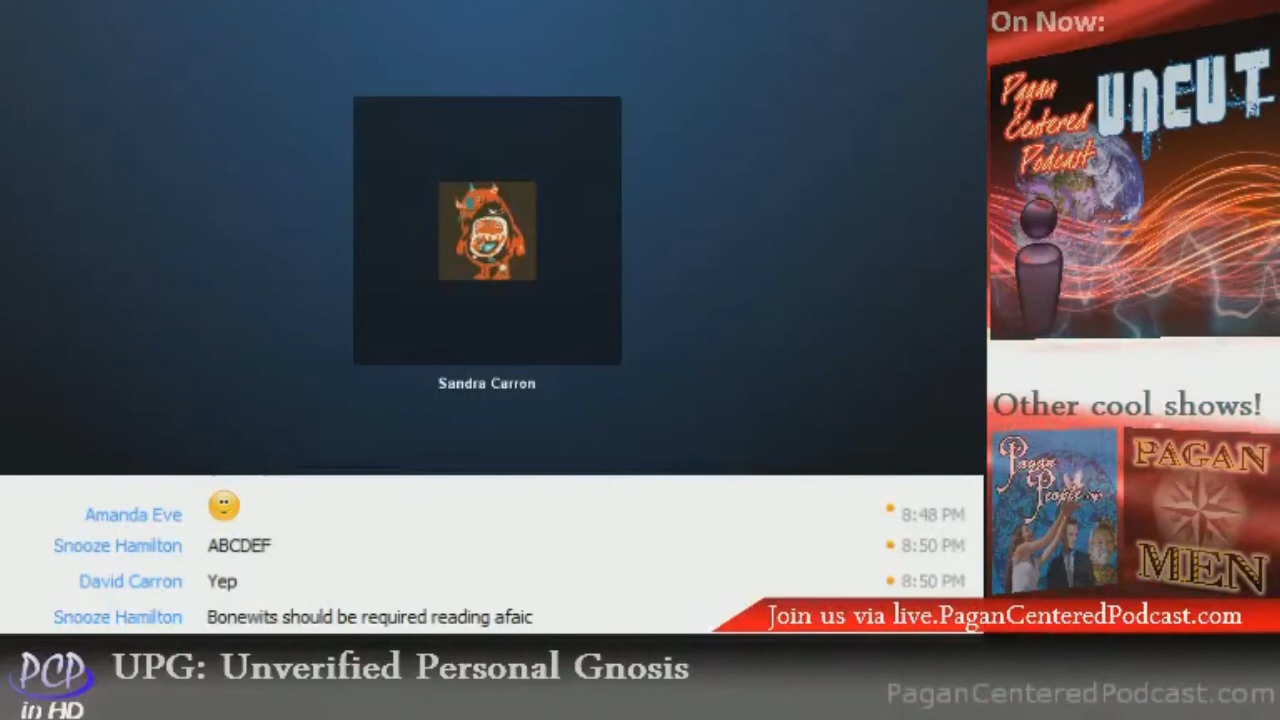 On Now:
Pagan
Centered
Podcast
UNCUT
Sandra Carron
Other cool shows!
Pagan
People
PAGAN
MEN
Amanda Eve
8:48 PM
Snooze Hamilton ABCDEF
8:50 PM
David Carron Yep
8:50 PM
Snooze Hamilton Bonewits should be required reading afaic
Join us via live.PaganCenteredPodcast.com
PCP
in HD
UPG: Unverified Personal Gnosis
PaganCenteredPodcast.com